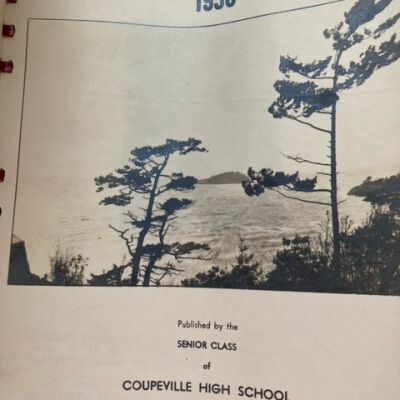 Published by the
SENIOR CLASS
of
COUPEVILLE HIGH SCHOOL